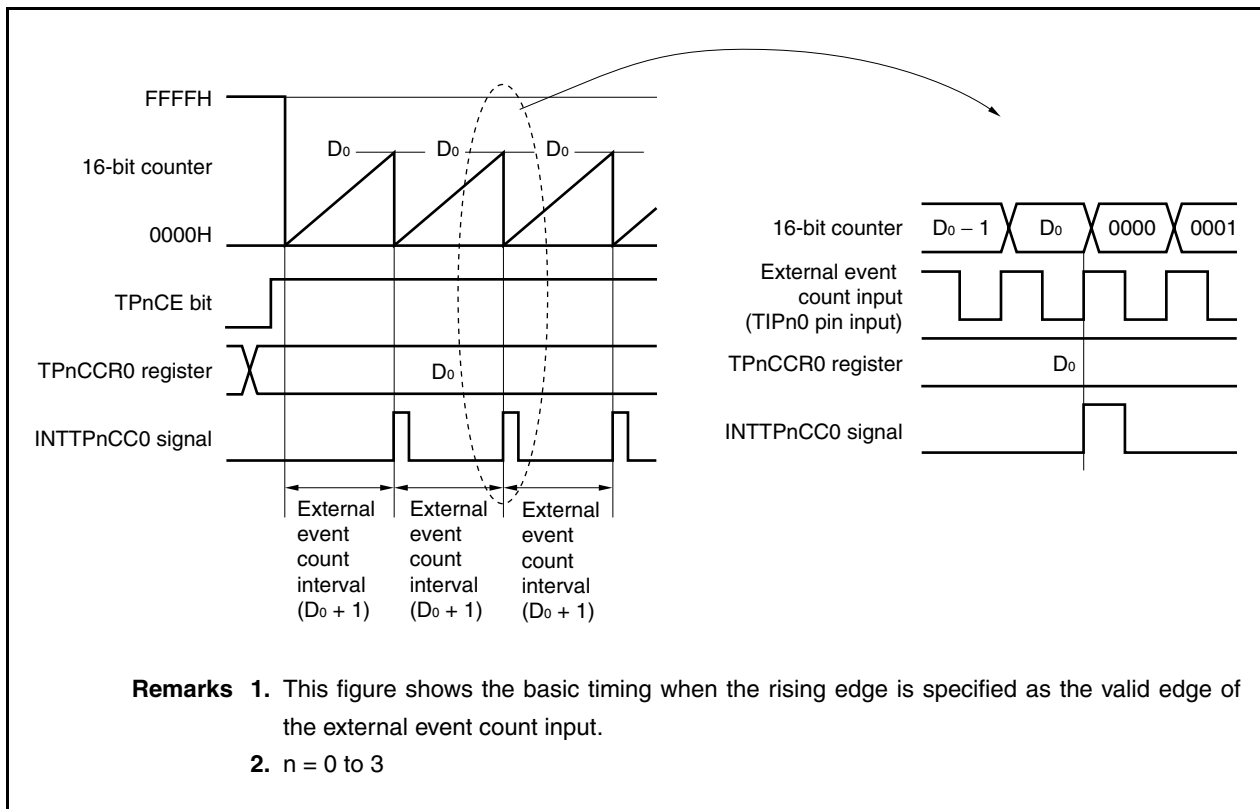 FFFFH
16-bit counter
0000H
D0 D0 D0
TPnCE bit
TPnCCR0 register
D0
INTTPnCC0 signal
External
event
count
interval
(D0 + 1)
External
event
count
interval
(D0 + 1)
External
event
count
interval
(D0 + 1)
16-bit counter
D0 − 1 D0 0000 0001
External event
count input
(TIPn0 pin input)
TPnCCR0 register
D0
INTTPnCC0 signal
Remarks 1. This figure shows the basic timing when the rising edge is specified as the valid edge of
the external event count input.
2. n = 0 to 3